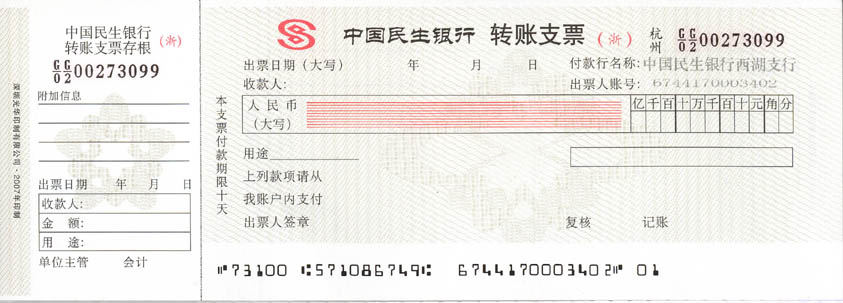 中国民生银行
转账支票存根 (浙)
GG
02 00273099
附加信息
出票日期 年 月 日
收款人:
金 额:
用 途:
单位主管 会计
深圳光华印制有限公司·2007年印制
中国民生银行 转账支票 (浙) 杭州 GG
02 00273099
出票日期(大写) 年 月 日 付款行名称:中国民生银行西湖支行
收款人: 出票人账号: 6744170003402
本支票付款期限十天
人民币
(大写)
亿千百十万千百十元角分
用途
上列款项请从
我账户内支付
出票人签章 复核 记账
⑈73100 ⑆571086749⑆ 6744170003402⑈ 01